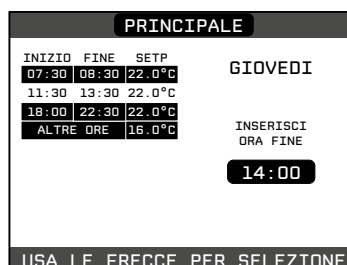 PRINCIPALE
INIZIO FINE SETP
07:30 08:30 22.0°C
11:30 13:30 22.0°C
18:00 22:30 22.0°C
ALTRE ORE 16.0°C
GIOVEDI
INSERISCI
ORA FINE
14:00
USA LE FRECCE PER SELEZIONE